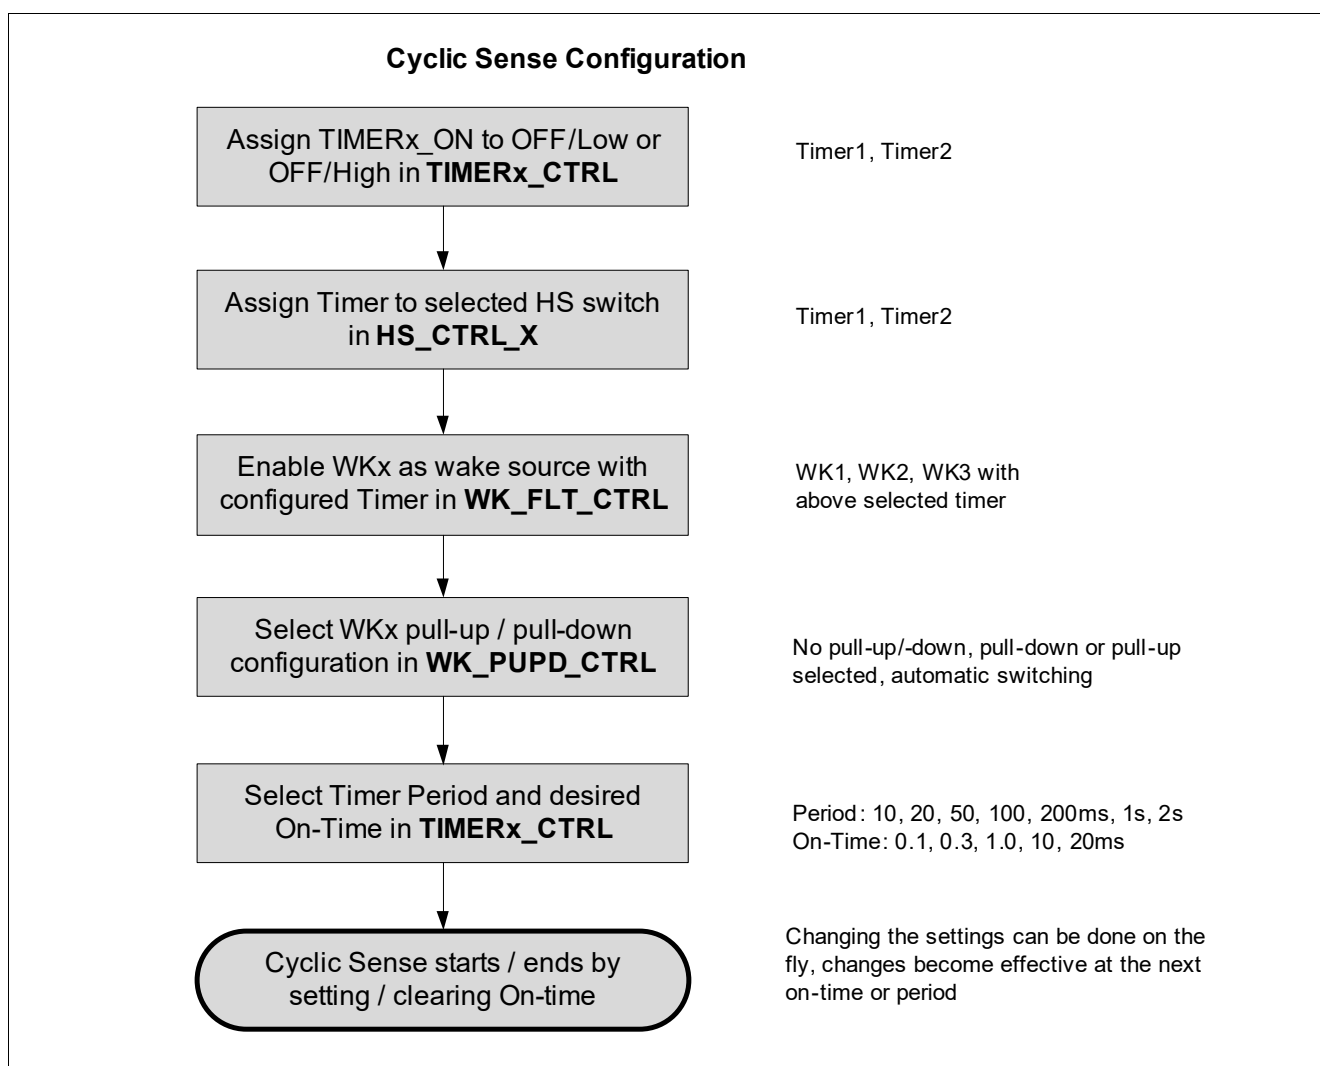 Cyclic Sense Configuration
Assign TIMERx_ON to OFF/Low or
OFF/High in TIMERx_CTRL
Timer1, Timer2
Assign Timer to selected HS switch
in HS_CTRL_X
Timer1, Timer2
Enable WKx as wake source with
configured Timer in WK_FLT_CTRL
WK1, WK2, WK3 with
above selected timer
Select WKx pull-up / pull-down
configuration in WK_PUPD_CTRL
No pull-up/-down, pull-down or pull-up
selected, automatic switching
Select Timer Period and desired
On-Time in TIMERx_CTRL
Period: 10, 20, 50, 100, 200ms, 1s, 2s
On-Time: 0.1, 0.3, 1.0, 10, 20ms
Cyclic Sense starts / ends by
setting / clearing On-time
Changing the settings can be done on the
fly, changes become effective at the next
on-time or period